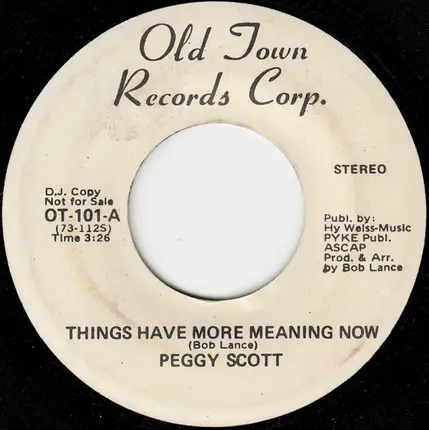 Old Town
Records Corp.
STEREO
D.J. Copy
Not for Sale
OT-101-A
(73-112S)
Time 3:26
Publ. by:
Hy Weiss-Music
PYKE Publ.
ASCAP
Prod. & Arr.
by Bob Lance
THINGS HAVE MORE MEANING NOW
(Bob Lance)
PEGGY SCOTT